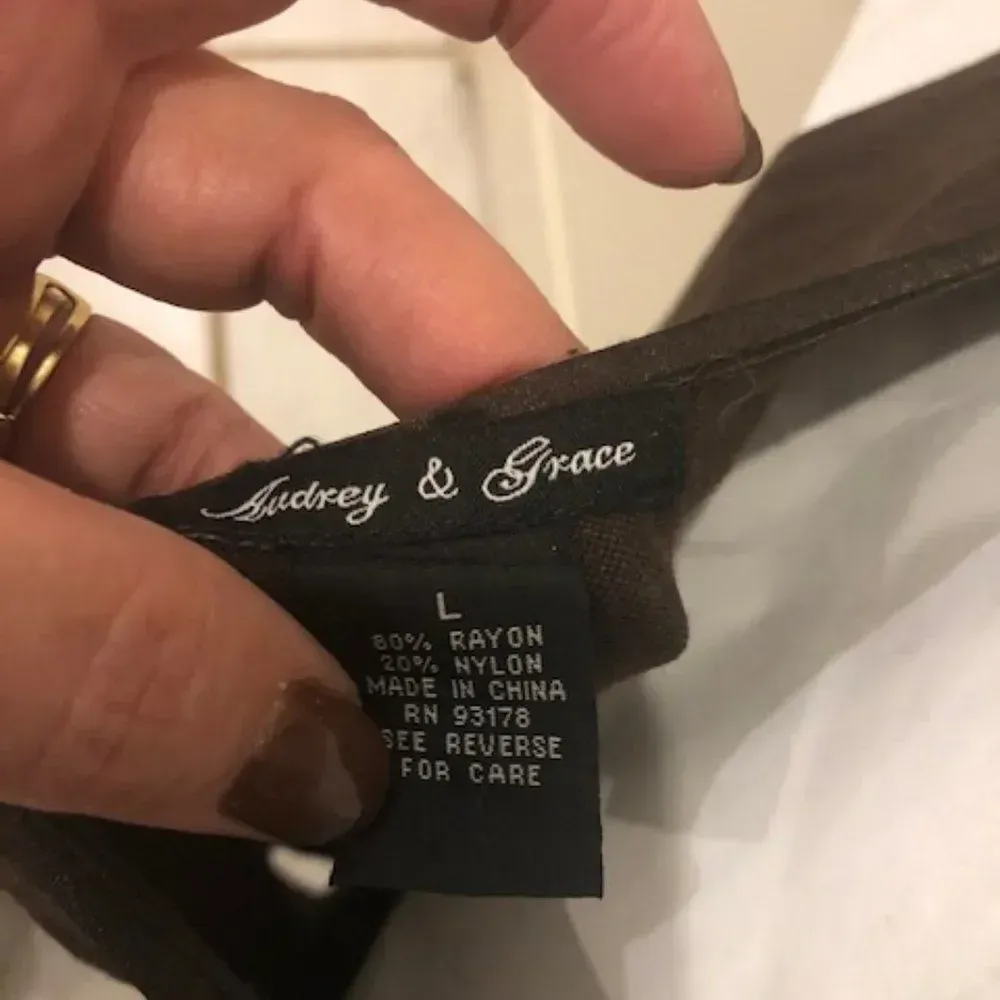 Audrey & Grace
L
80% RAYON
20% NYLON
MADE IN CHINA
RN 93178
SEE REVERSE
FOR CARE